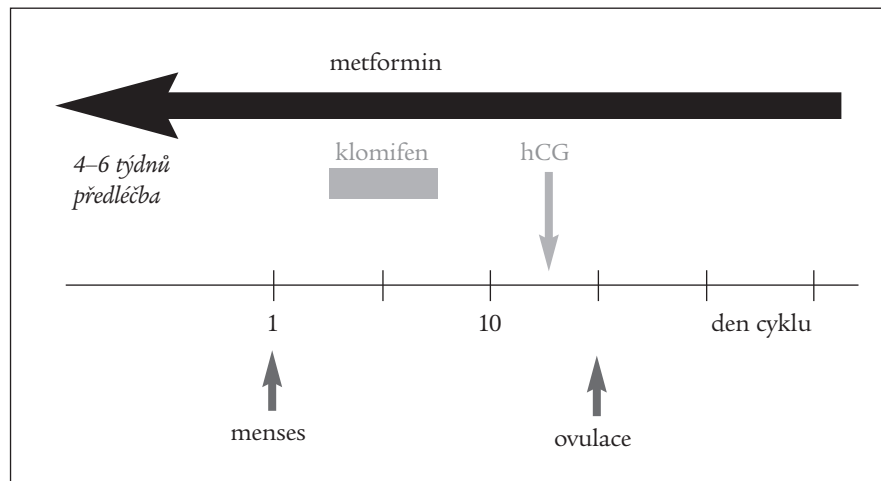 metformin
4–6 týdnů
předléčba
klomifen
hCG
1
10
den cyklu
menses
ovulace